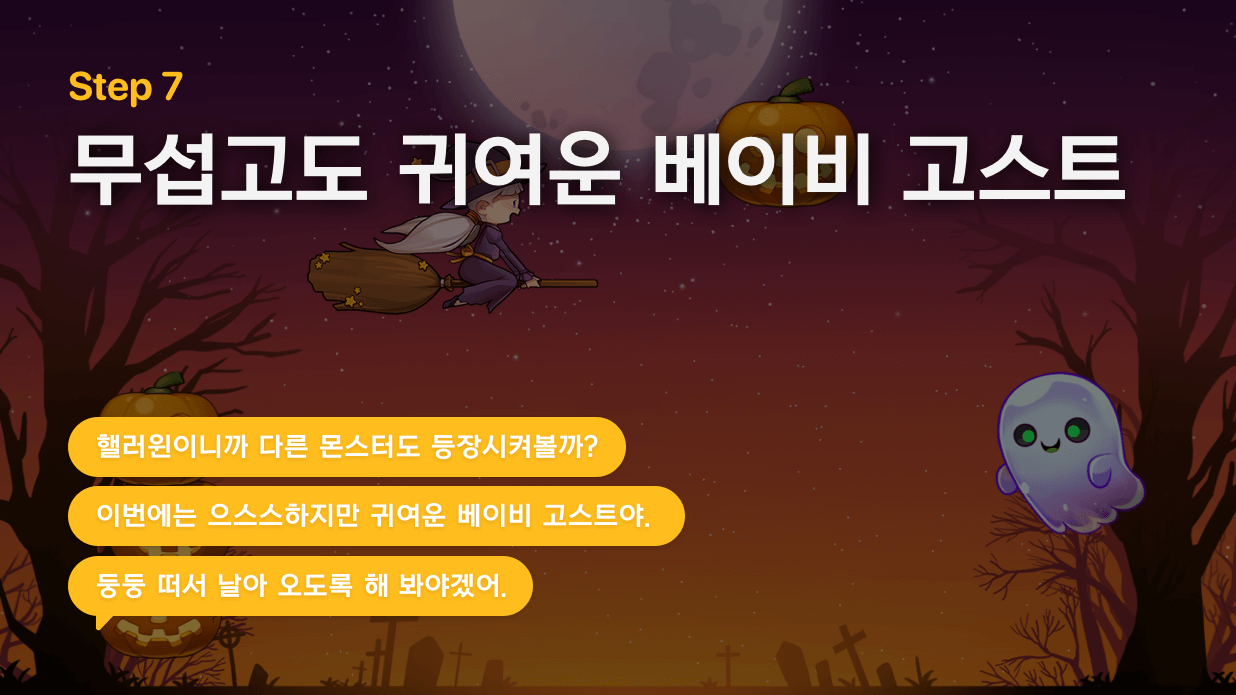 Step 7
무섭고도 귀여운 베이비 고스트
핼러윈이니까 다른 몬스터도 등장시켜볼까?
이번에는 으스스하지만 귀여운 베이비 고스트야.
둥둥 떠서 날아 오도록 해 봐야겠어.